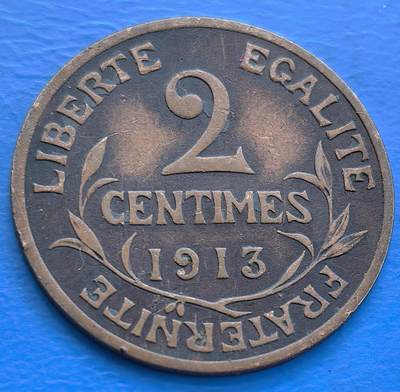 LIBERTE EGALITE
2
CENTIMES
1913
FRATERNITE